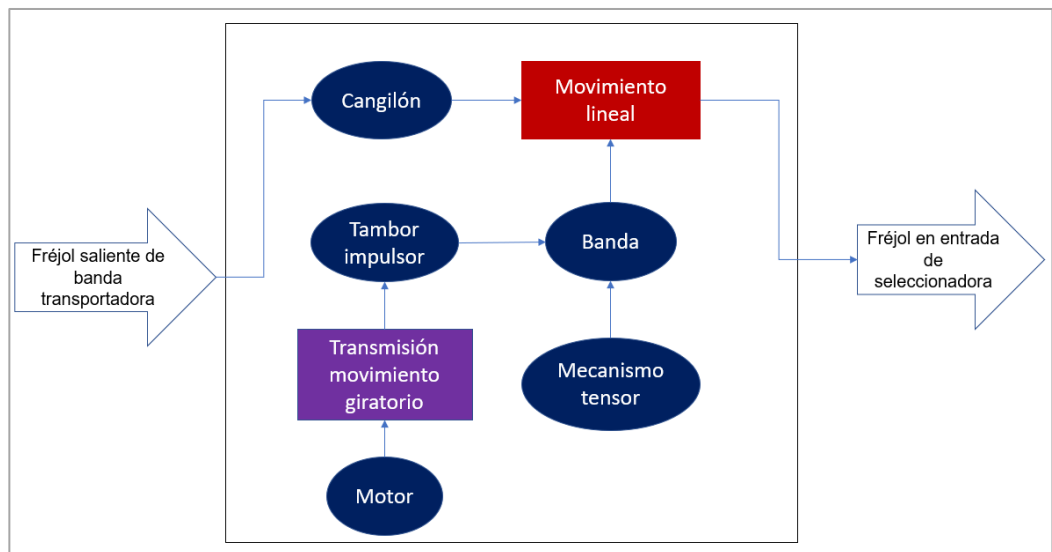 Cangilón
Movimiento
lineal
Fréjol saliente de
banda
transportadora
Tambor
impulsor
Banda
Fréjol en entrada
de
seleccionadora
Transmisión
movimiento
giratorio
Mecanismo
tensor
Motor